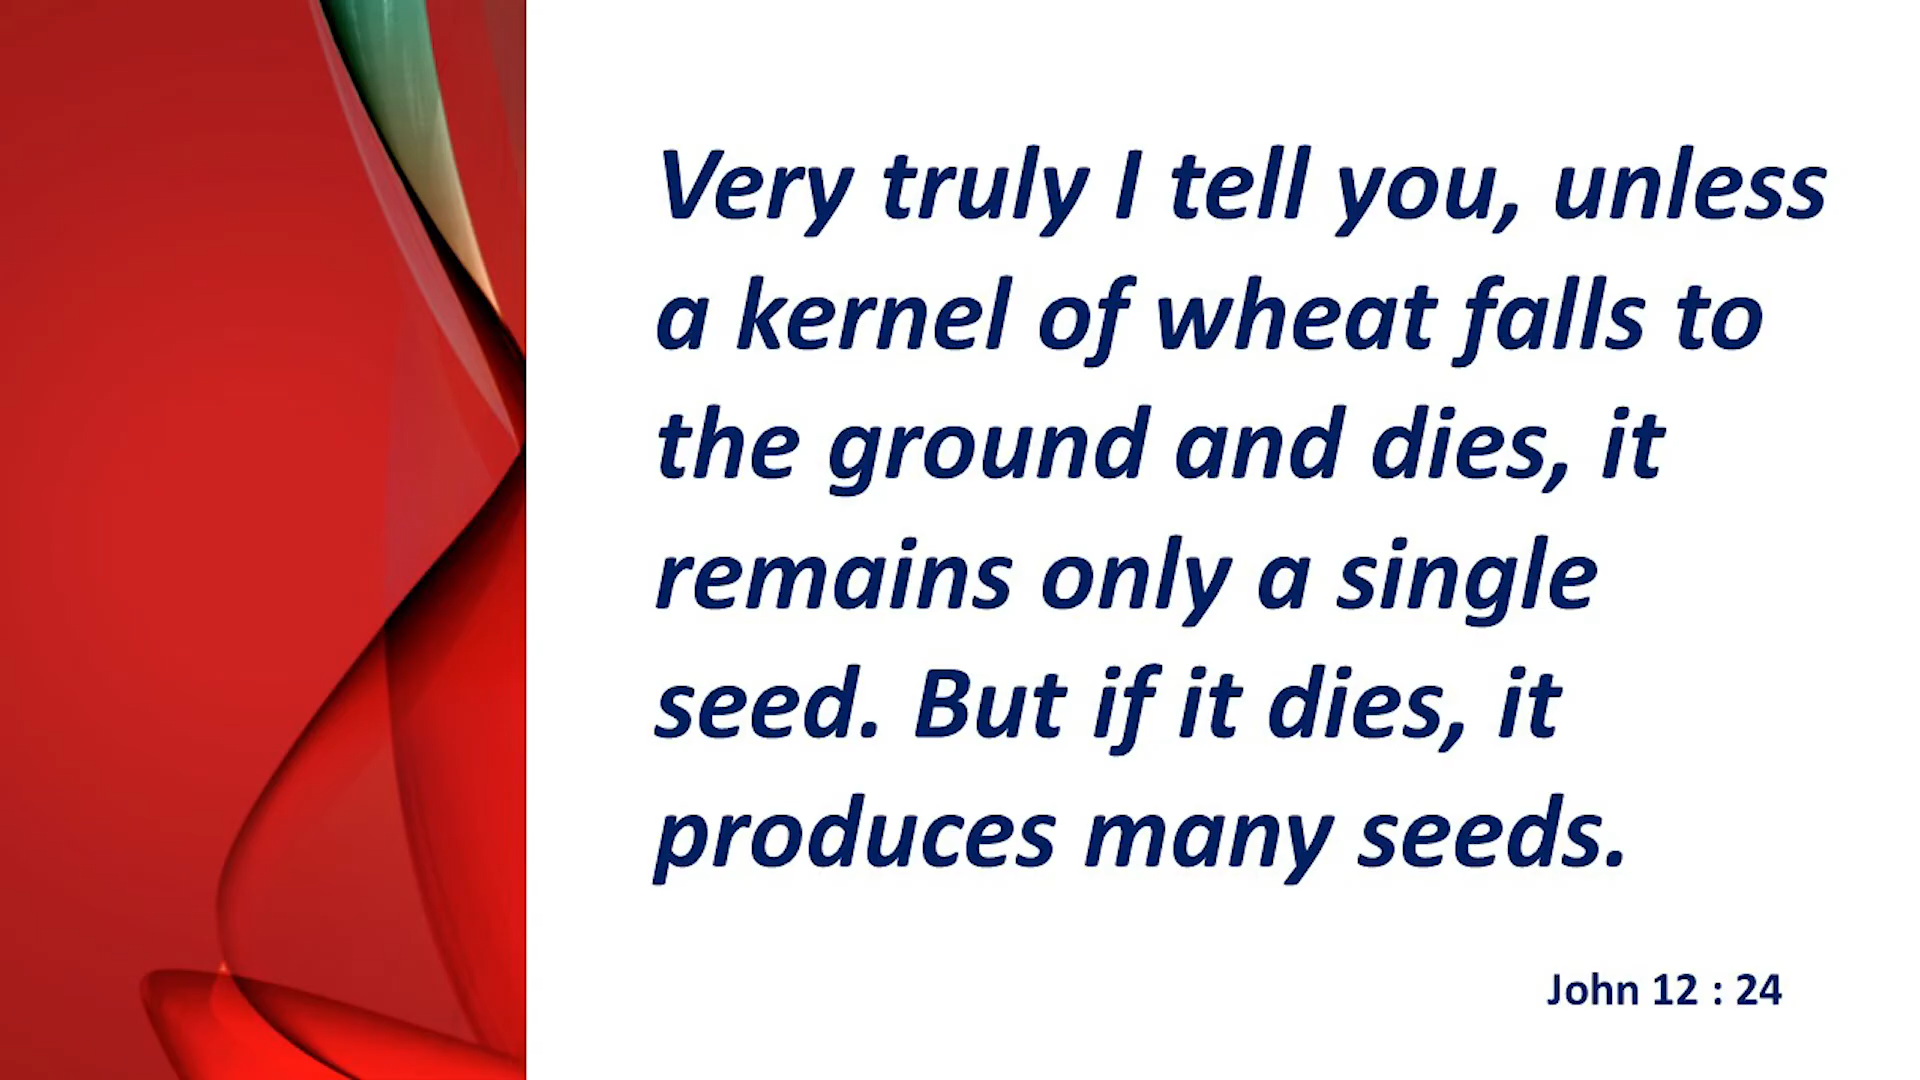 Very truly I tell you, unless
a kernel of wheat falls to
the ground and dies, it
remains only a single
seed. But if it dies, it
produces many seeds.
John 12 : 24